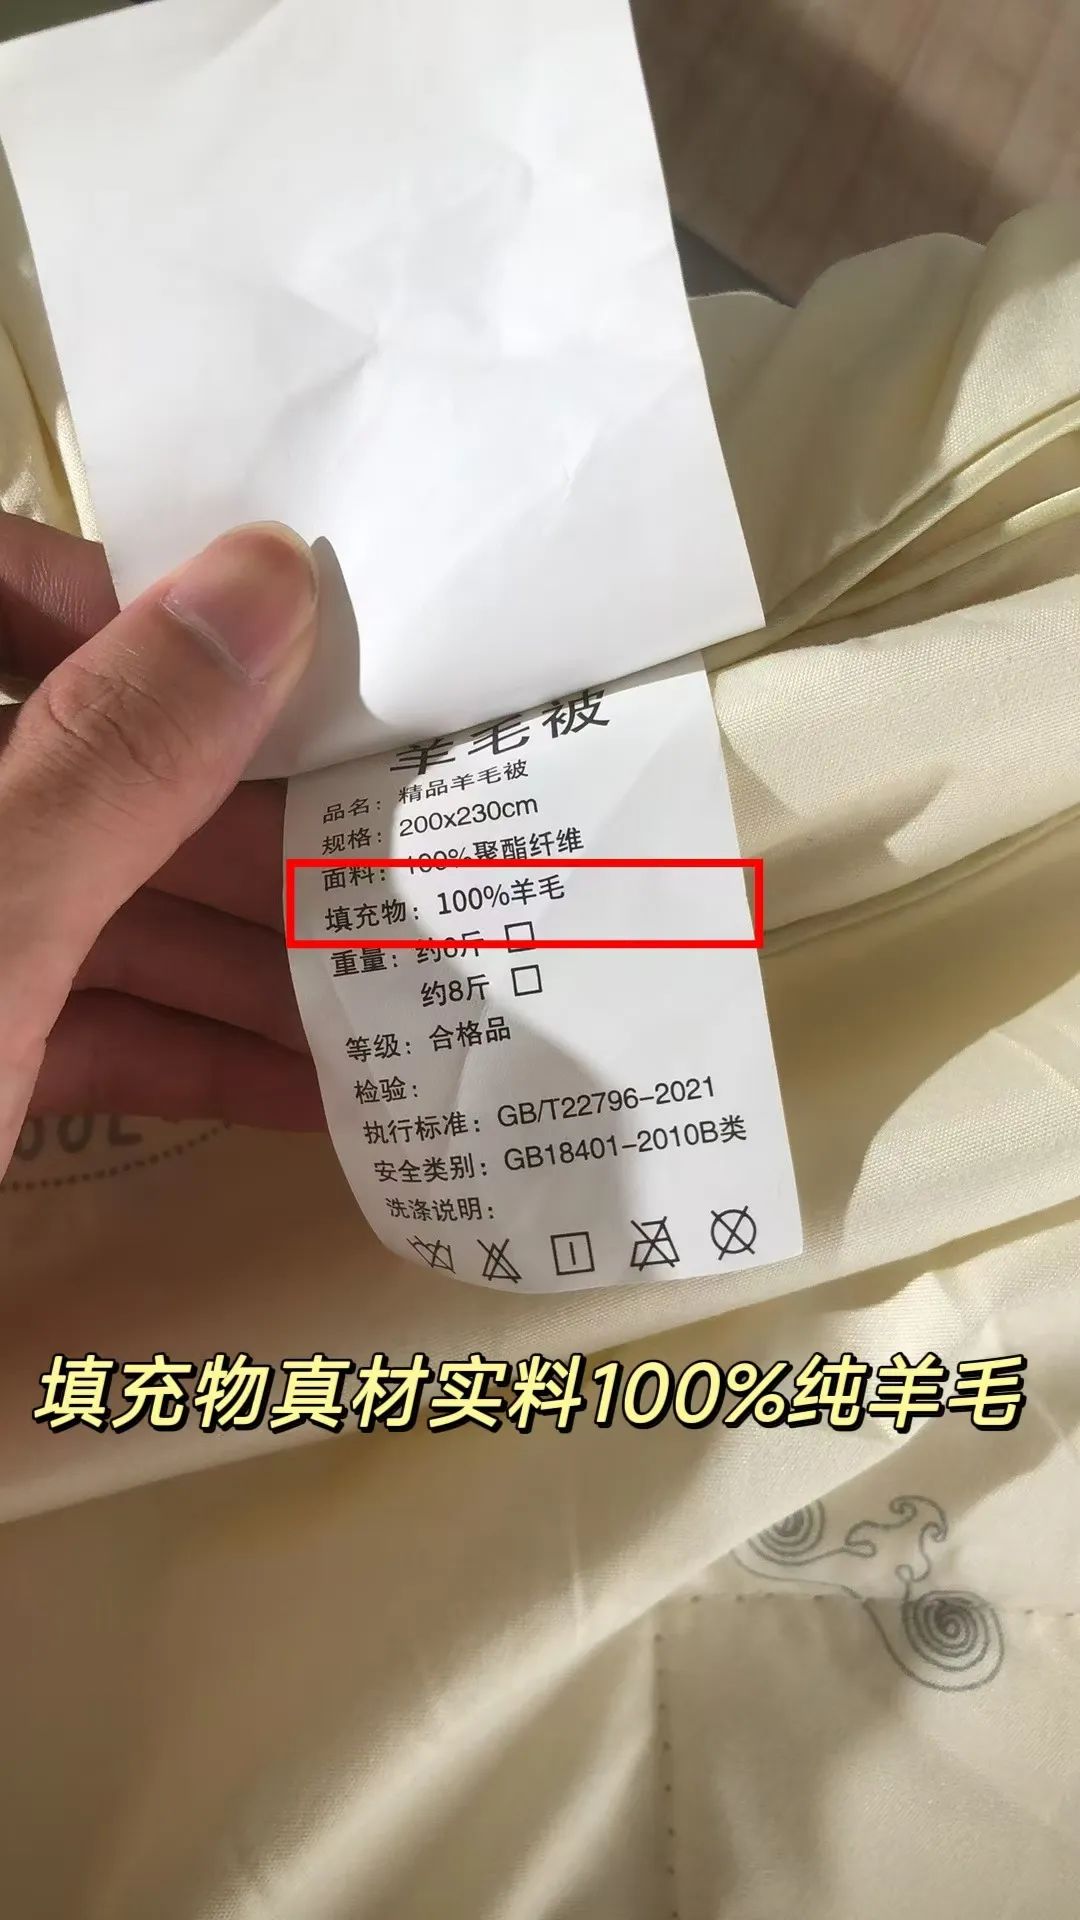 羊毛被
品名：精品羊毛被
规格：200x230cm
面料：100%聚酯纤维
填充物：100%羊毛
重量：约6斤 □
约8斤 □
等级：合格品
检验：
执行标准：GB/T22796-2021
安全类别：GB18401-2010B类
洗涤说明：
填充物真材实料100%纯羊毛